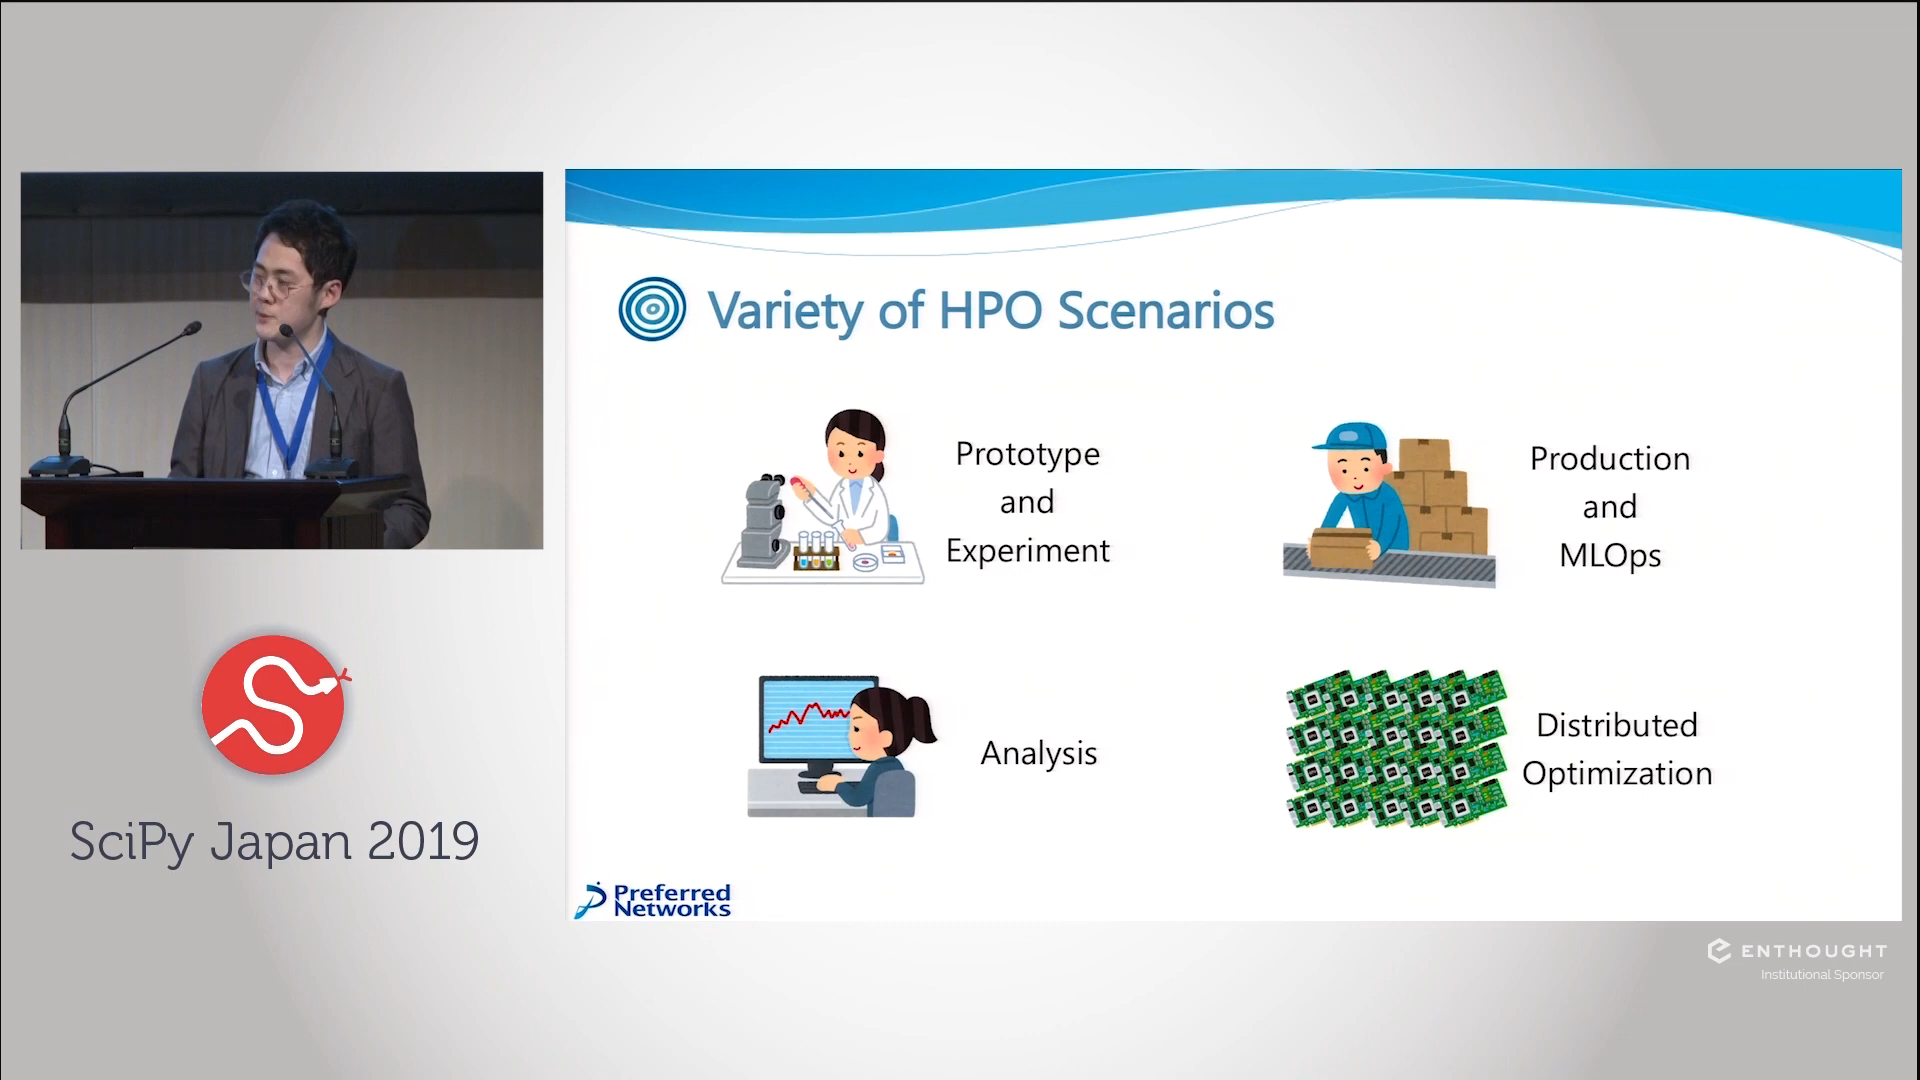 Variety of HPO Scenarios
Prototype
and
Experiment
Production
and
MLOps
Analysis
Distributed
Optimization
Preferred
Networks
SciPy Japan 2019
ENTHOUGHT
Institutional Sponsor